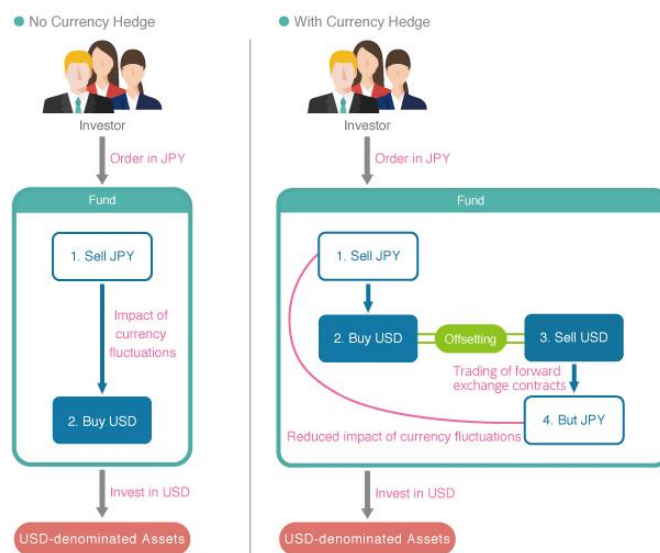 No Currency Hedge
Investor
Order in JPY
Fund
1. Sell JPY
Impact of
currency
fluctuations
2. Buy USD
Invest in USD
USD-denominated Assets
With Currency Hedge
Investor
Order in JPY
Fund
1. Sell JPY
2. Buy USD
Offsetting
3. Sell USD
Trading of forward
exchange contracts
4. But JPY
Reduced impact of currency fluctuations
Invest in USD
USD-denominated Assets